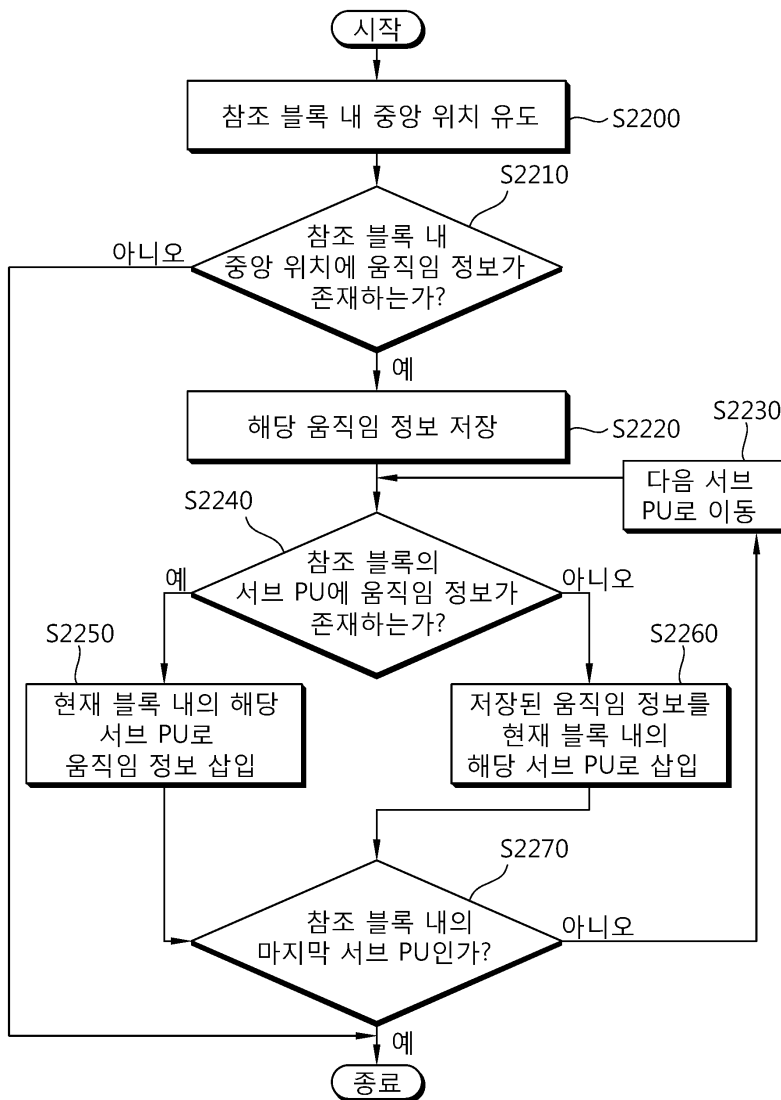 시작
참조 블록 내 중앙 위치 유도
S2200
S2210
참조 블록 내
중앙 위치에 움직임 정보가
존재하는가?
아니오
예
해당 움직임 정보 저장
S2220
S2230
다음 서브
PU로 이동
S2240
참조 블록의
서브 PU에 움직임 정보가
존재하는가?
예
아니오
S2250
현재 블록 내의 해당
서브 PU로
움직임 정보 삽입
S2260
저장된 움직임 정보를
현재 블록 내의
해당 서브 PU로 삽입
S2270
참조 블록 내의
마지막 서브 PU인가?
아니오
예
종료